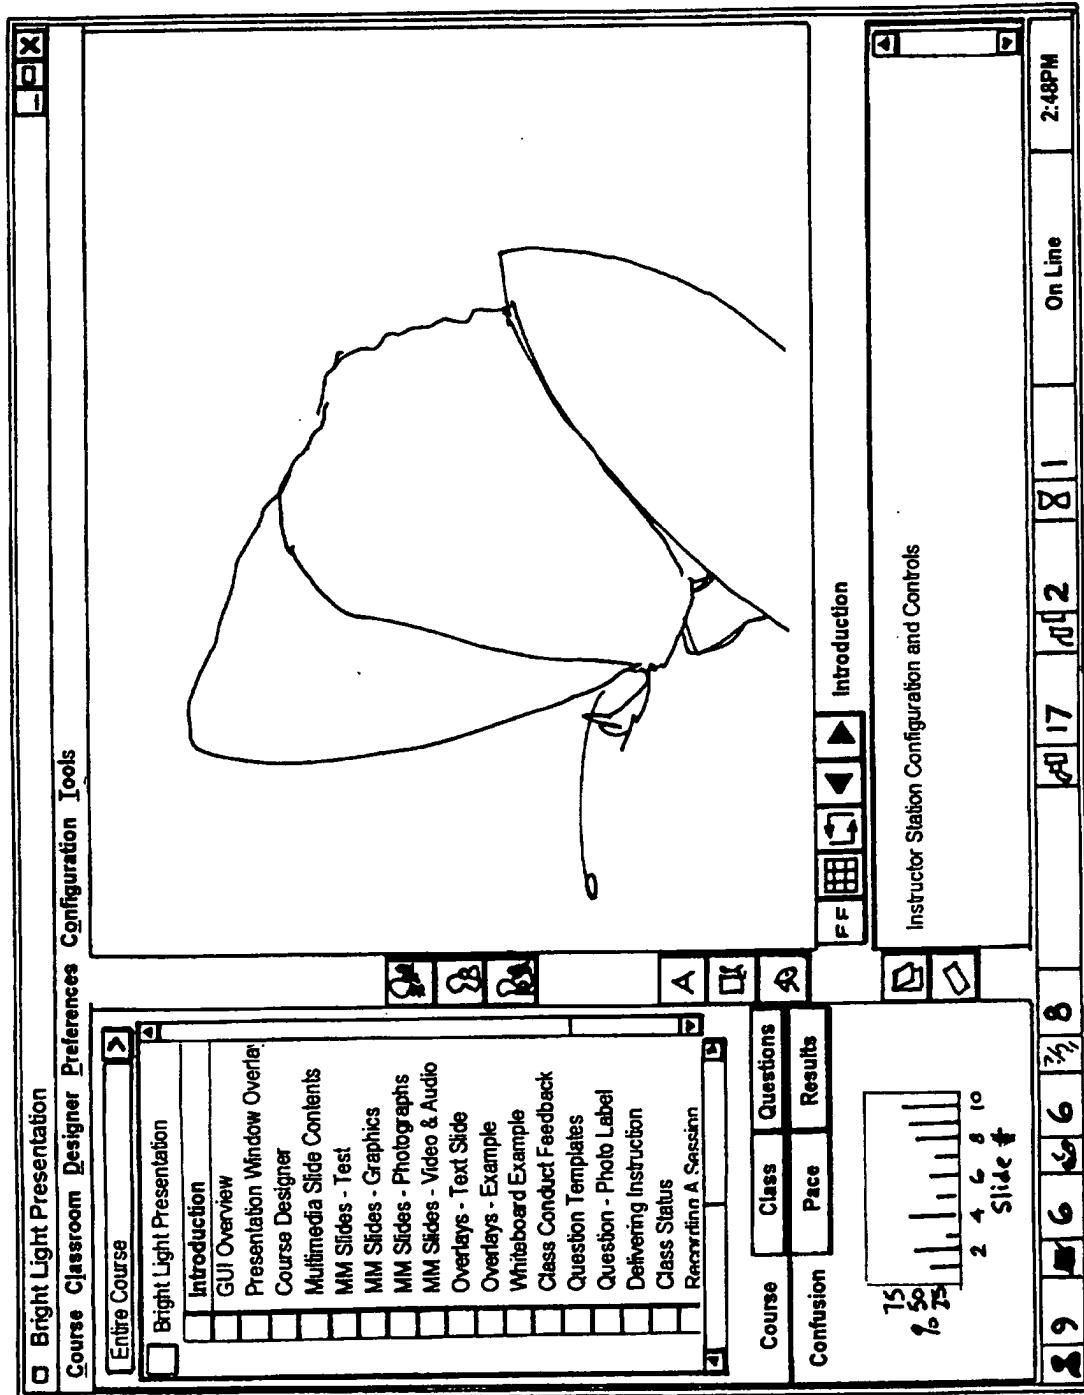 Bright Light Presentation
Course Classroom Designer Preferences Configuration Tools
Entire Course
Bright Light Presentation
Introduction
GUI Overview
Presentation Window Overlay
Course Designer
Multimedia Slide Contents
MM Slides - Test
MM Slides - Graphics
MM Slides - Photographs
MM Slides - Video & Audio
Overlays - Text Slide
Overlays - Example
Whiteboard Example
Class Conduct Feedback
Question Templates
Question - Photo Label
Delivering Instruction
Class Status
Recording A Session
A
FF
Introduction
Course Class Questions
Confusion Pace Results
75
% 50
25
2 4 6 8 10
Slide #
Instructor Station Configuration and Controls
9 6 6 8 17 2 1 On Line 2:48PM